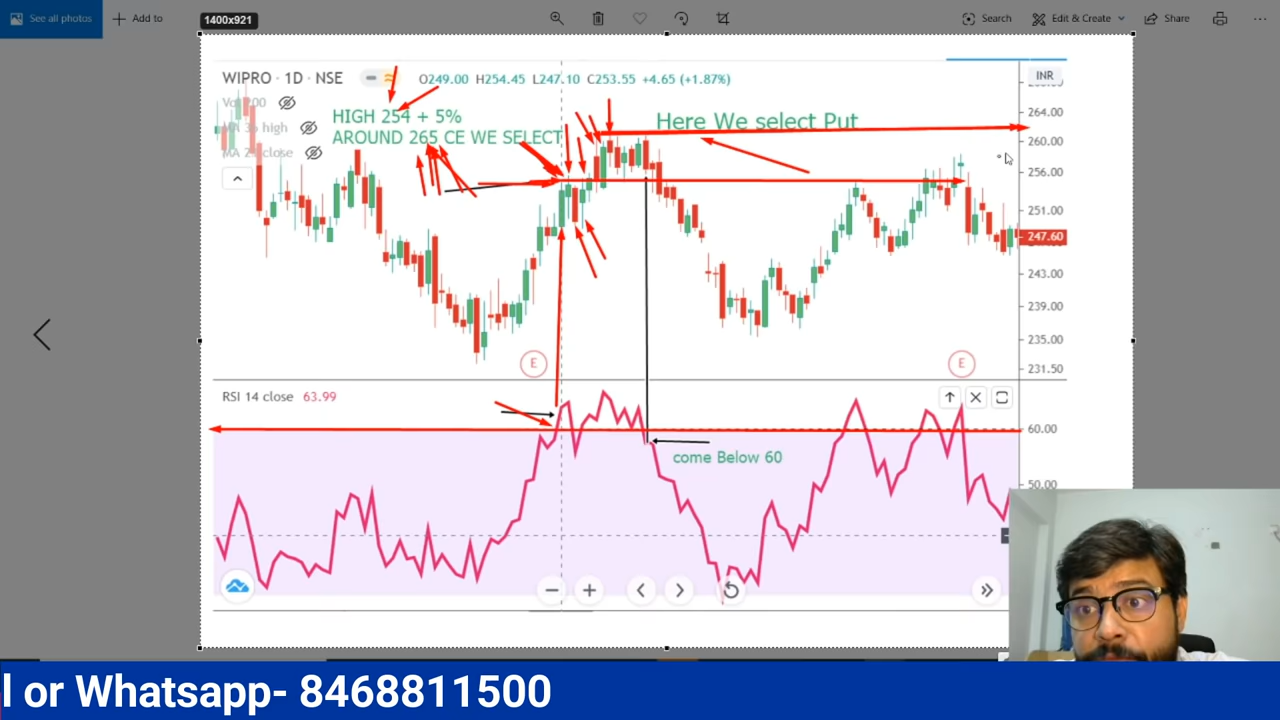 See all photos
Add to
1400x921
Search
Edit & Create
Share
WIPRO · 1D · NSE
O249.00 H254.45 L247.10 C253.55 +4.65 (+1.87%)
INR
HIGH 254 + 5%
AROUND 265 CE WE SELECT
Here We select Put
264.00
260.00
256.00
251.00
247.60
243.00
239.00
235.00
231.50
E
E
RSI 14 close 63.99
60.00
come Below 60
50.00
l or Whatsapp- 8468811500